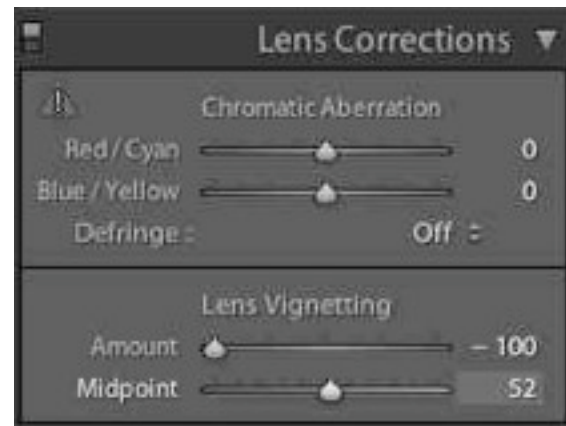 Lens Corrections
Chromatic Aberration
Red / Cyan 0
Blue / Yellow 0
Defringe : Off
Lens Vignetting
Amount – 100
Midpoint 52